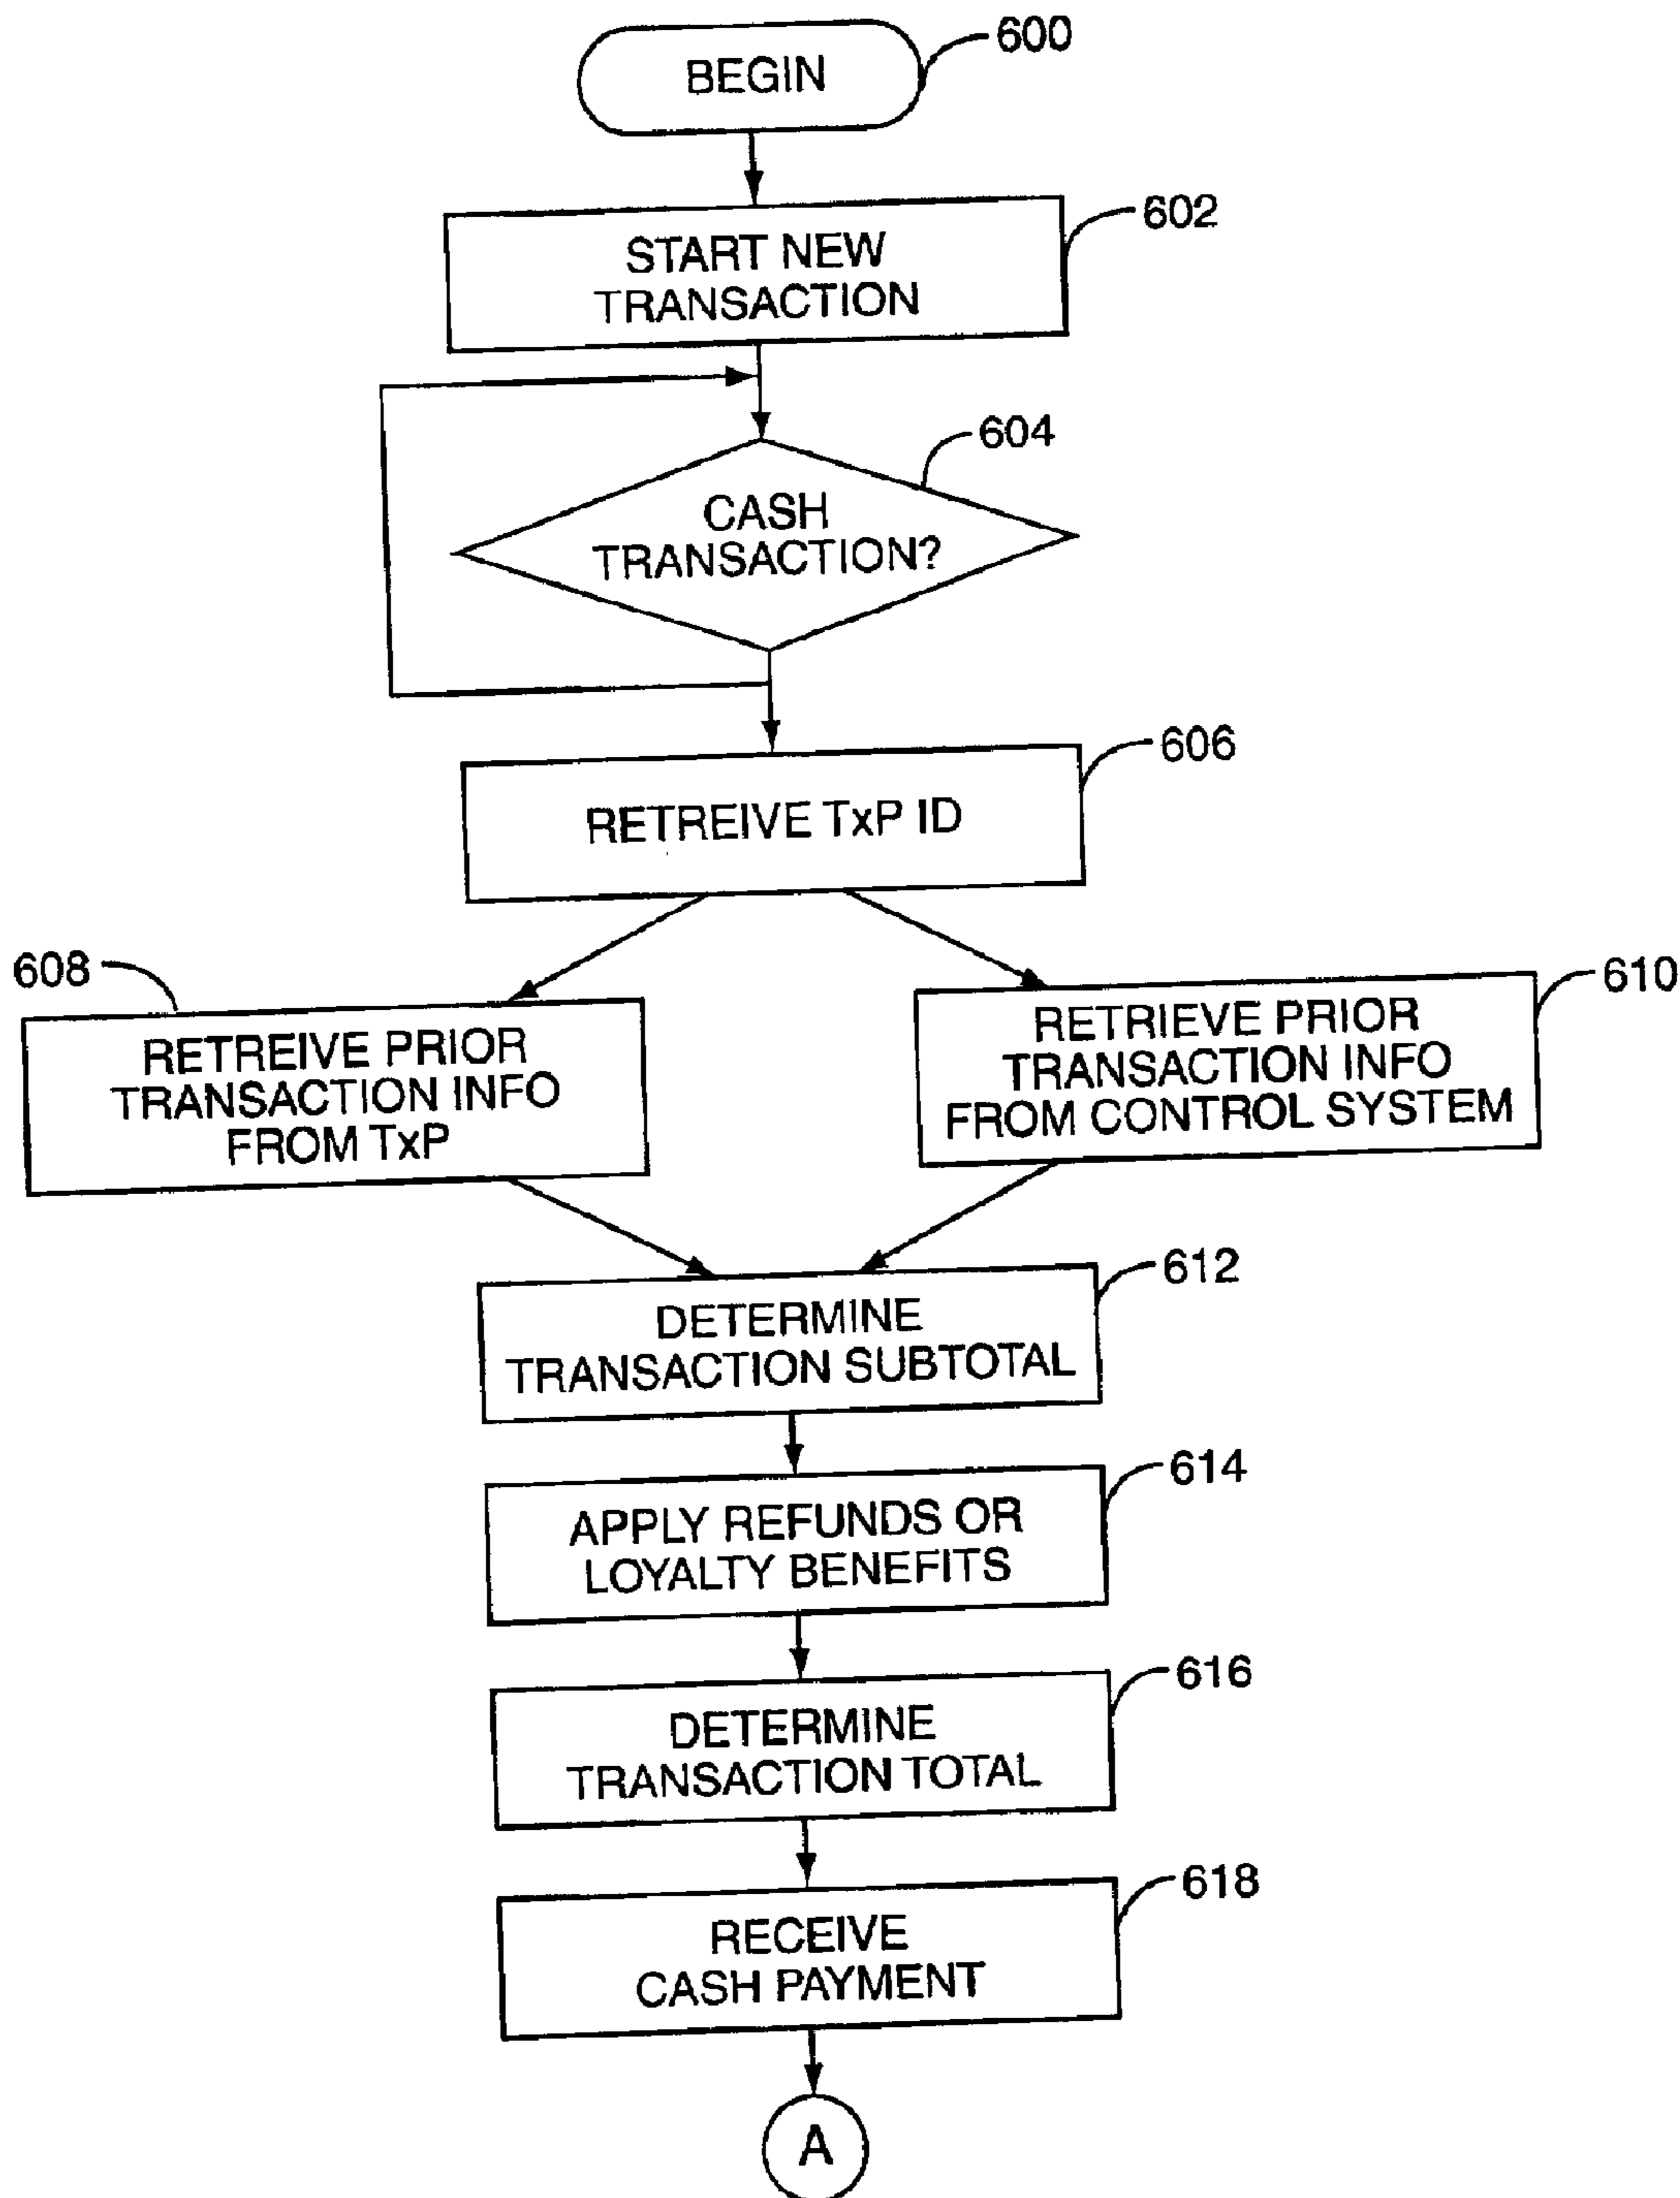 BEGIN
600
START NEW
TRANSACTION
602
CASH
TRANSACTION?
604
RETREIVE TxP ID
606
608
RETREIVE PRIOR
TRANSACTION INFO
FROM TxP
RETRIEVE PRIOR
TRANSACTION INFO
FROM CONTROL SYSTEM
610
DETERMINE
TRANSACTION SUBTOTAL
612
APPLY REFUNDS OR
LOYALTY BENEFITS
614
DETERMINE
TRANSACTION TOTAL
616
RECEIVE
CASH PAYMENT
618
A